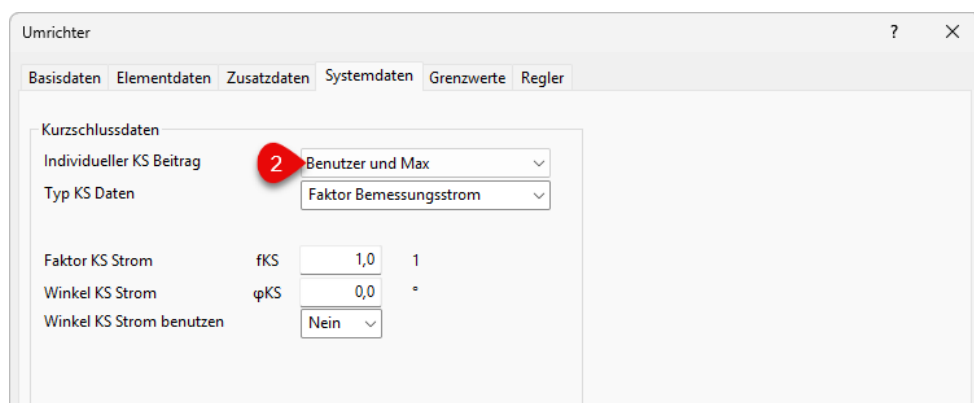 Umrichter ? ×
Basisdaten Elementdaten Zusatzdaten Systemdaten Grenzwerte Regler
Kurzschlussdaten
Individueller KS Beitrag 2 Benutzer und Max
Typ KS Daten Faktor Bemessungsstrom
Faktor KS Strom fKS 1,0 1
Winkel KS Strom φKS 0,0 °
Winkel KS Strom benutzen Nein